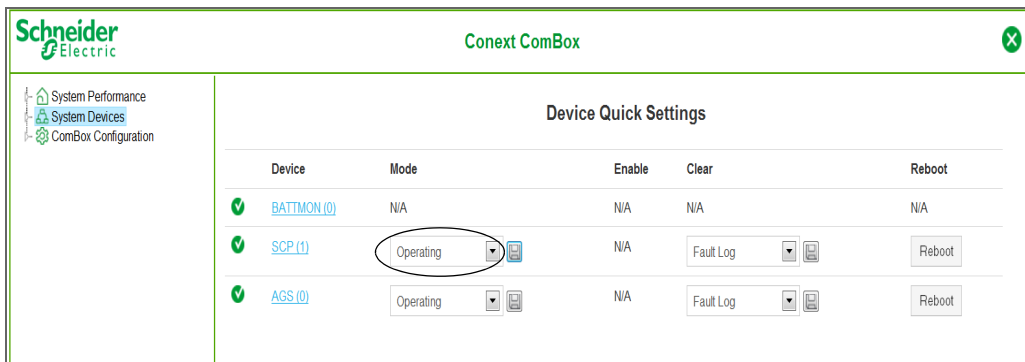 Schneider
Electric
Conext ComBox
System Performance
System Devices
ComBox Configuration
Device Quick Settings
Device Mode Enable Clear Reboot
BATTMON (0) N/A N/A N/A N/A
SCP (1) Operating N/A Fault Log Reboot
AGS (0) Operating N/A Fault Log Reboot